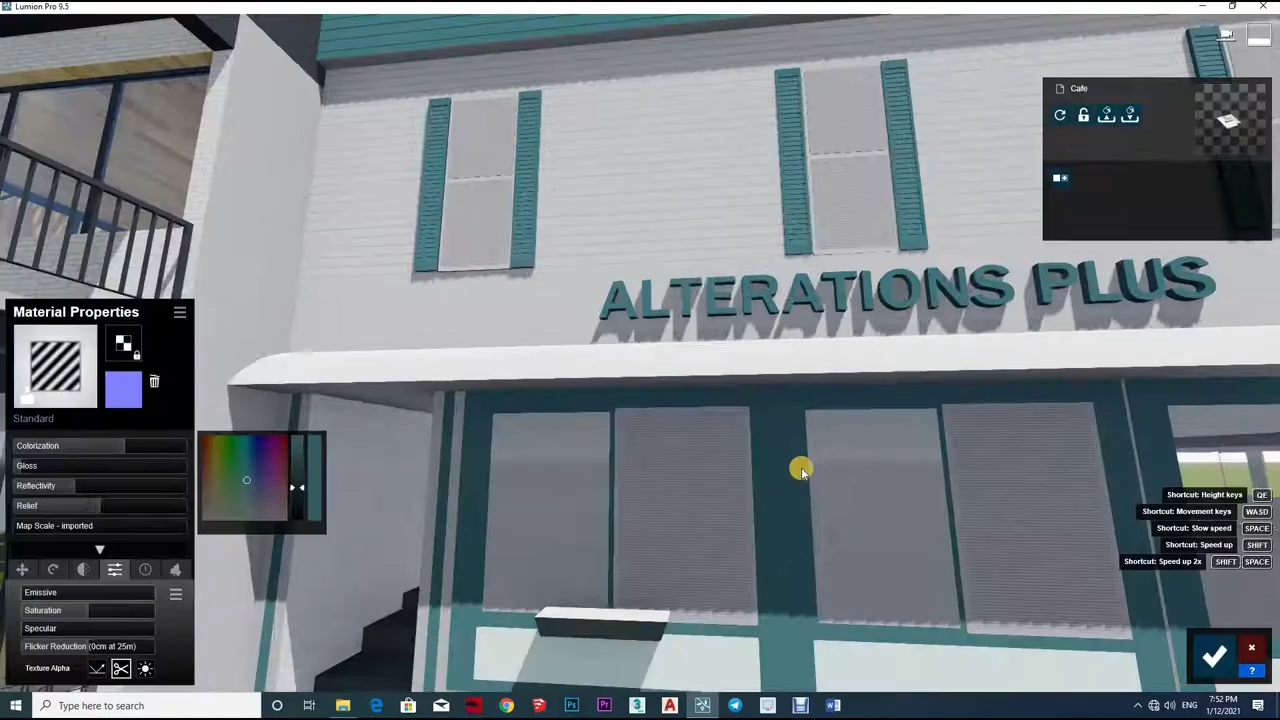 Lumion Pro 9.5
Cafe
ALTERATIONS PLUS
Material Properties
Standard
Colorization
Gloss
Reflectivity
Relief
Map Scale - imported
Emissive
Saturation
Specular
Flicker Reduction (0cm at 25m)
Texture Alpha
Shortcut: Height keys QE
Shortcut: Movement keys WASD
Shortcut: Slow speed SPACE
Shortcut: Speed up SHIFT
Shortcut: Speed up 2x SHIFT SPACE
?
Type here to search
Ps
Pr
3
A
W
ENG
7:52 PM
1/12/2021